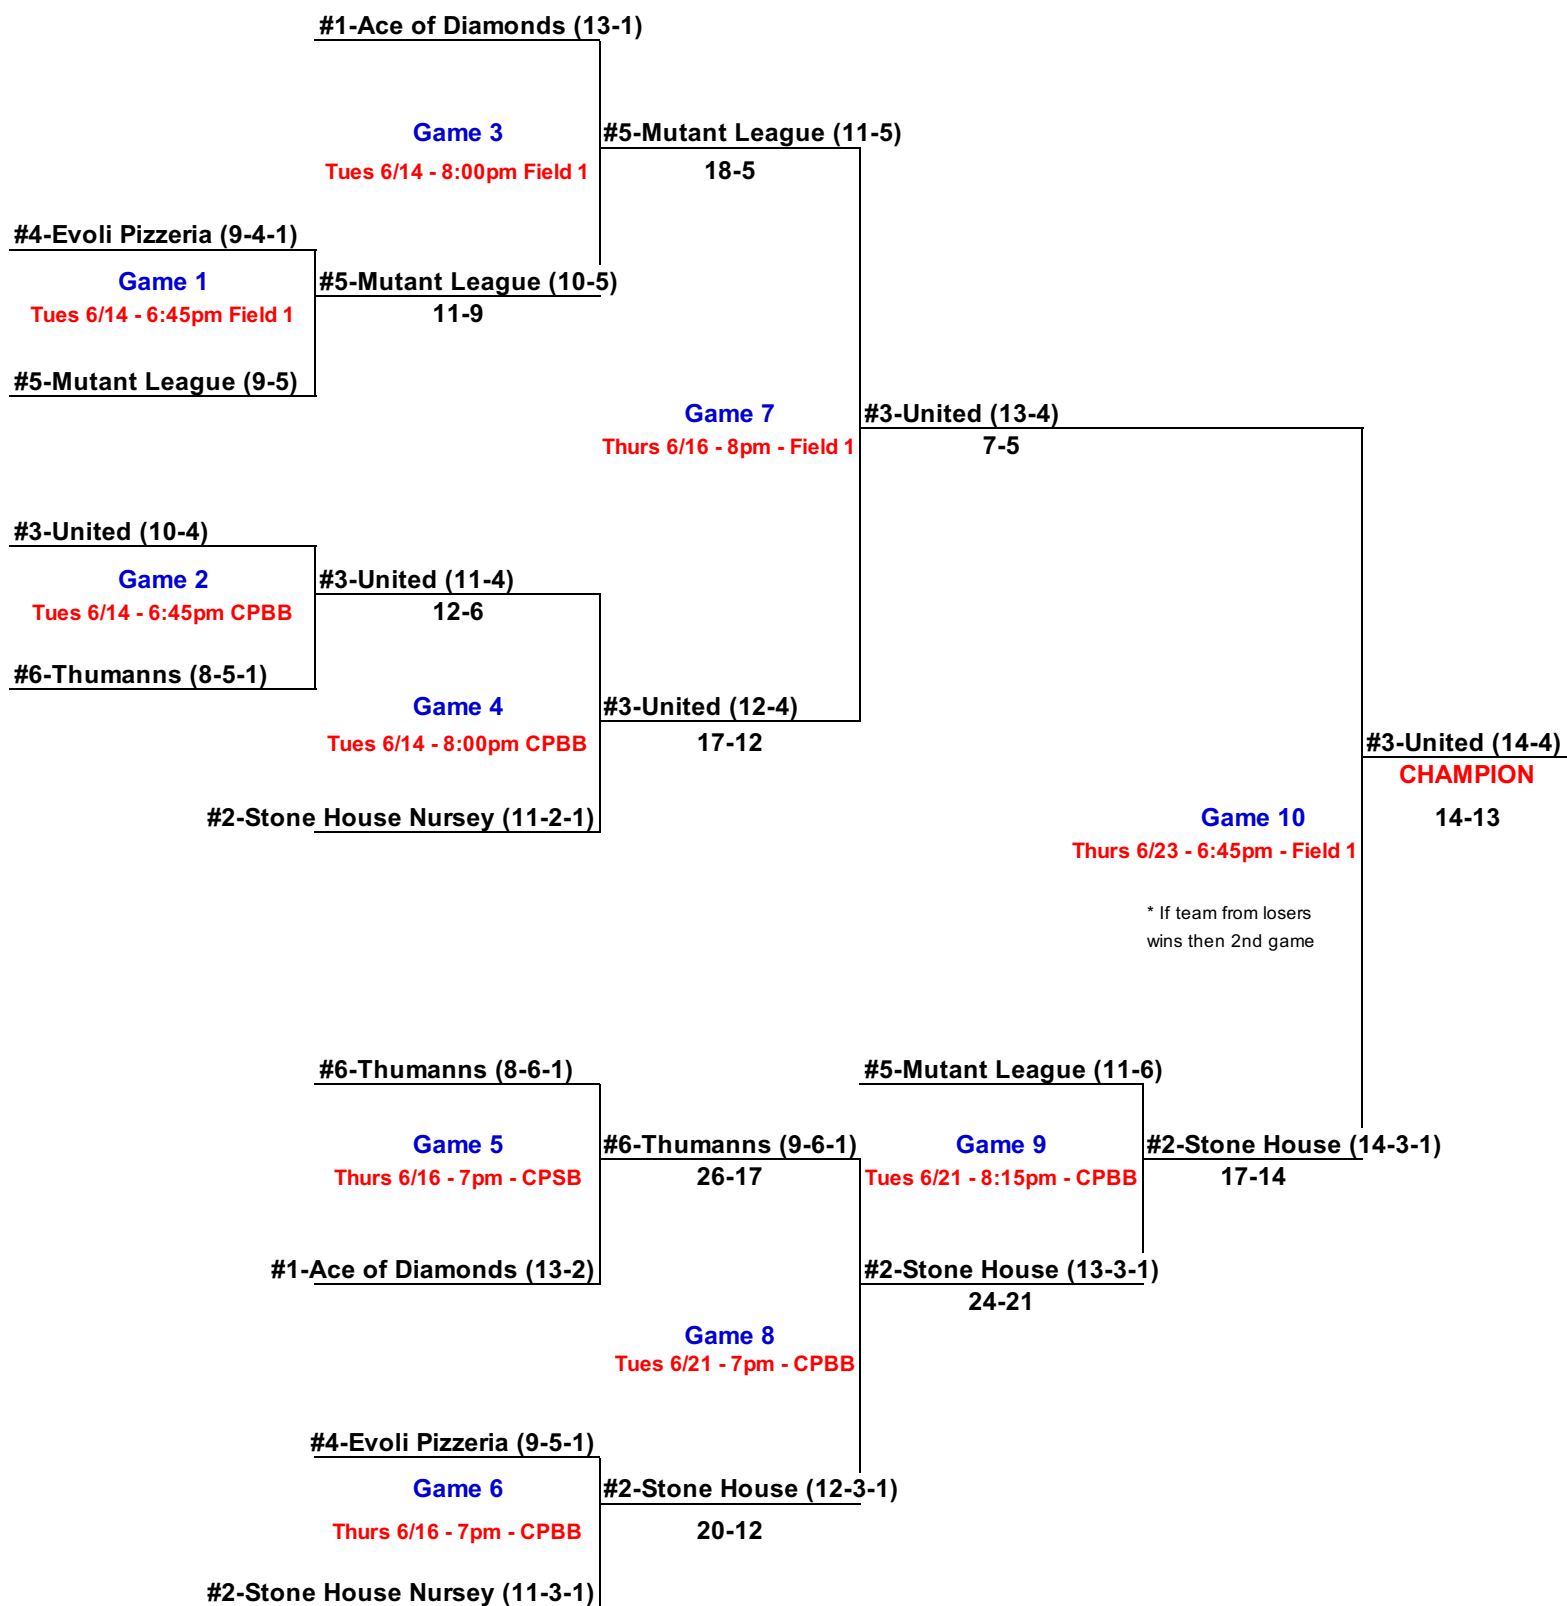 #1-Ace of Diamonds (13-1)
Game 3
#5-Mutant League (11-5)
Tues 6/14 - 8:00pm Field 1
18-5
#4-Evoli Pizzeria (9-4-1)
Game 1
#5-Mutant League (10-5)
Tues 6/14 - 6:45pm Field 1
11-9
#5-Mutant League (9-5)
Game 7
#3-United (13-4)
Thurs 6/16 - 8pm - Field 1
7-5
#3-United (10-4)
Game 2
#3-United (11-4)
Tues 6/14 - 6:45pm CPBB
12-6
#6-Thumanns (8-5-1)
Game 4
#3-United (12-4)
Tues 6/14 - 8:00pm CPBB
17-12
#3-United (14-4)
CHAMPION
#2-Stone House Nursey (11-2-1)
Game 10
14-13
Thurs 6/23 - 6:45pm - Field 1
* If team from losers
wins then 2nd game
#6-Thumanns (8-6-1)
#5-Mutant League (11-6)
Game 5
#6-Thumanns (9-6-1)
Game 9
#2-Stone House (14-3-1)
Thurs 6/16 - 7pm - CPSB
26-17
Tues 6/21 - 8:15pm - CPBB
17-14
#1-Ace of Diamonds (13-2)
#2-Stone House (13-3-1)
24-21
Game 8
Tues 6/21 - 7pm - CPBB
#4-Evoli Pizzeria (9-5-1)
Game 6
#2-Stone House (12-3-1)
Thurs 6/16 - 7pm - CPBB
20-12
#2-Stone House Nursey (11-3-1)